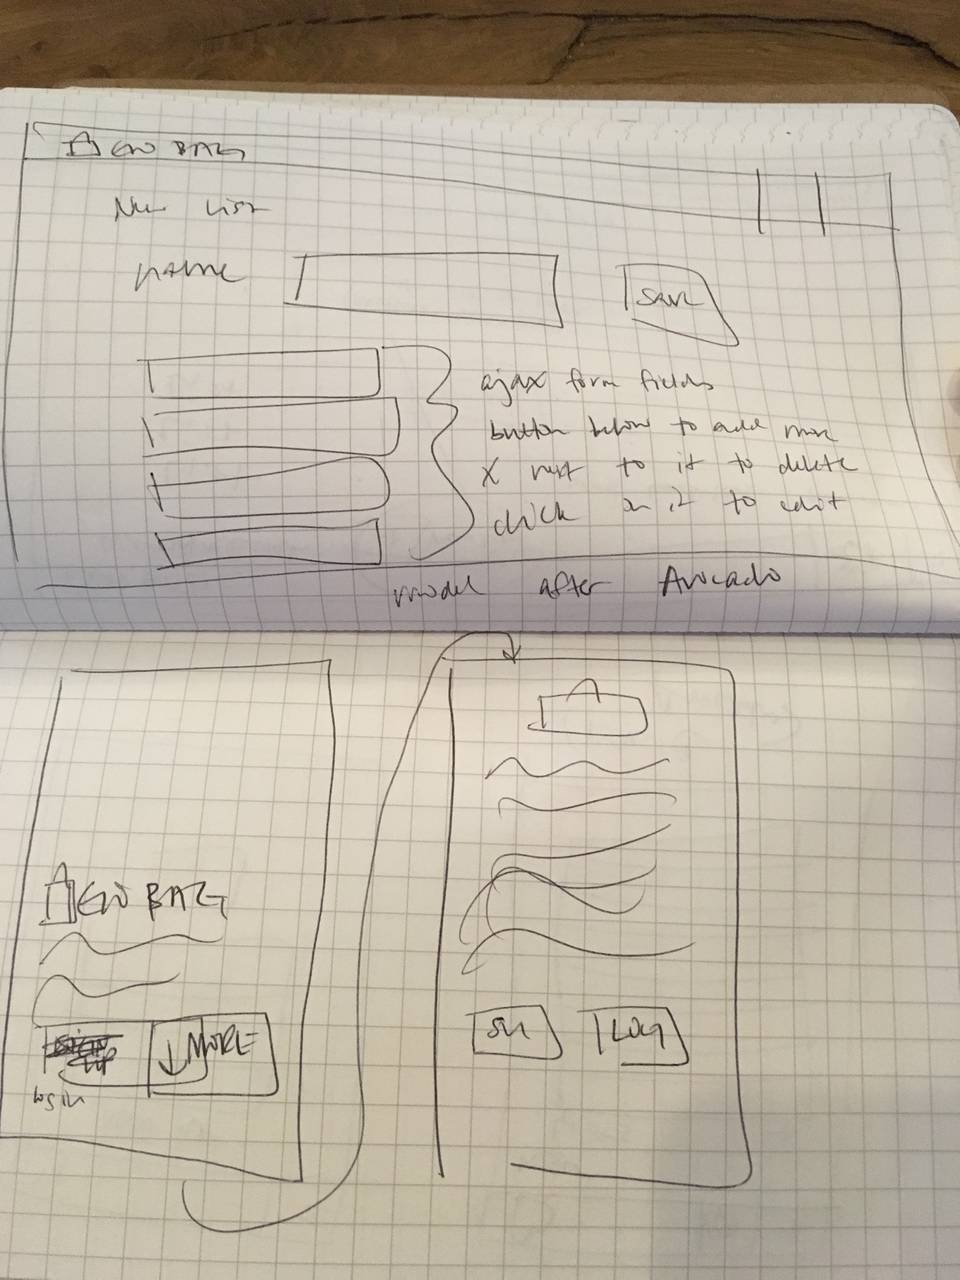 GO BAG
New List
name
SAVE
ajax form fields
button below to add more
X next to it to delete
click on it to edit
model after Avocado
GO BAG
SIGN UP
↓ MORE
login
SU
LOG